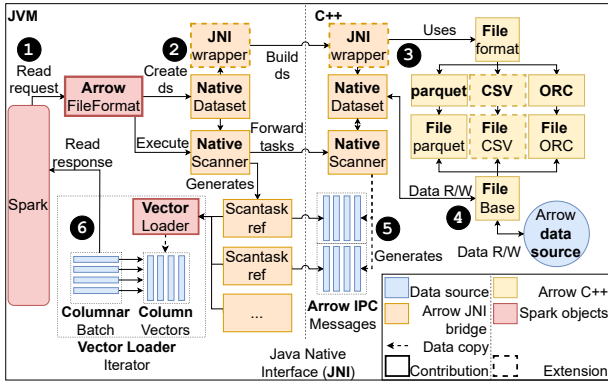 JVM
C++
1
Read
request
Arrow
FileFormat
Create
ds
2
JNI
wrapper
Build
ds
JNI
wrapper
3
Uses
File
format
Native
Dataset
Native
Dataset
parquet
CSV
ORC
Execute
Native
Scanner
Forward
tasks
Native
Scanner
File
parquet
File
CSV
File
ORC
Read
response
Generates
Data R/W
4
File
Base
Spark
6
Vector
Loader
Scantask
ref
5
Arrow
data
source
Data R/W
Scantask
ref
Generates
...
Columnar
Batch
Column
Vectors
Vector Loader
Iterator
Arrow IPC
Messages
Java Native
Interface (JNI)
Data source
Arrow C++
Arrow JNI
bridge
Spark objects
Data copy
Contribution
Extension